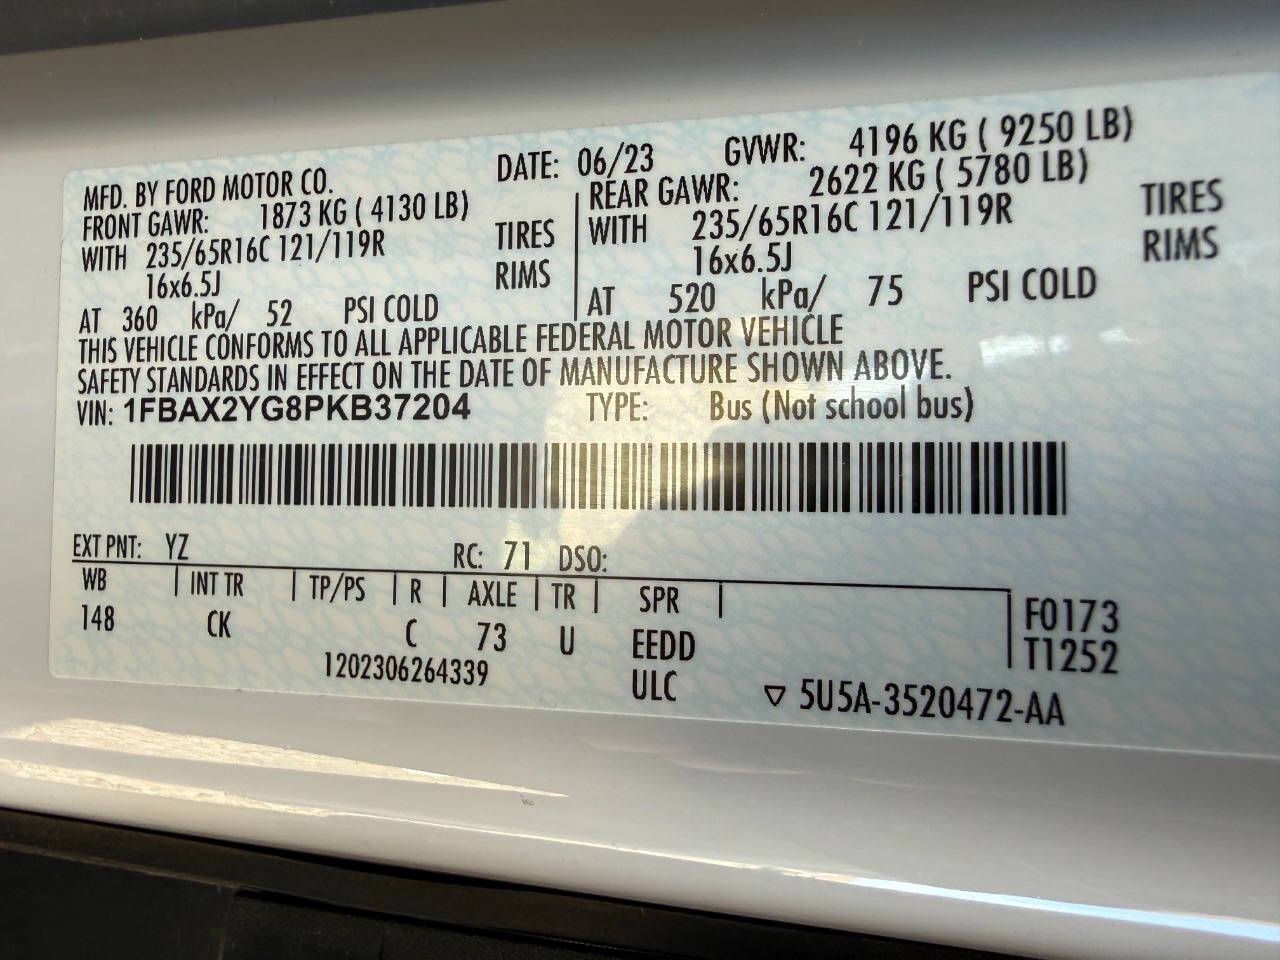 MFD. BY FORD MOTOR CO. DATE: 06/23 GVWR: 4196 KG ( 9250 LB)
FRONT GAWR: 1873 KG ( 4130 LB) REAR GAWR: 2622 KG ( 5780 LB)
WITH 235/65R16C 121/119R TIRES WITH 235/65R16C 121/119R TIRES
16x6.5J RIMS 16x6.5J RIMS
AT 360 kPa/ 52 PSI COLD AT 520 kPa/ 75 PSI COLD
THIS VEHICLE CONFORMS TO ALL APPLICABLE FEDERAL MOTOR VEHICLE
SAFETY STANDARDS IN EFFECT ON THE DATE OF MANUFACTURE SHOWN ABOVE.
VIN: 1FBAX2YG8PKB37204 TYPE: Bus (Not school bus)
EXT PNT: YZ RC: 71 DSO:
WB INT TR TP/PS R AXLE TR SPR F0173
148 CK C 73 U EEDD T1252
1202306264339 ULC ▽ 5U5A-3520472-AA